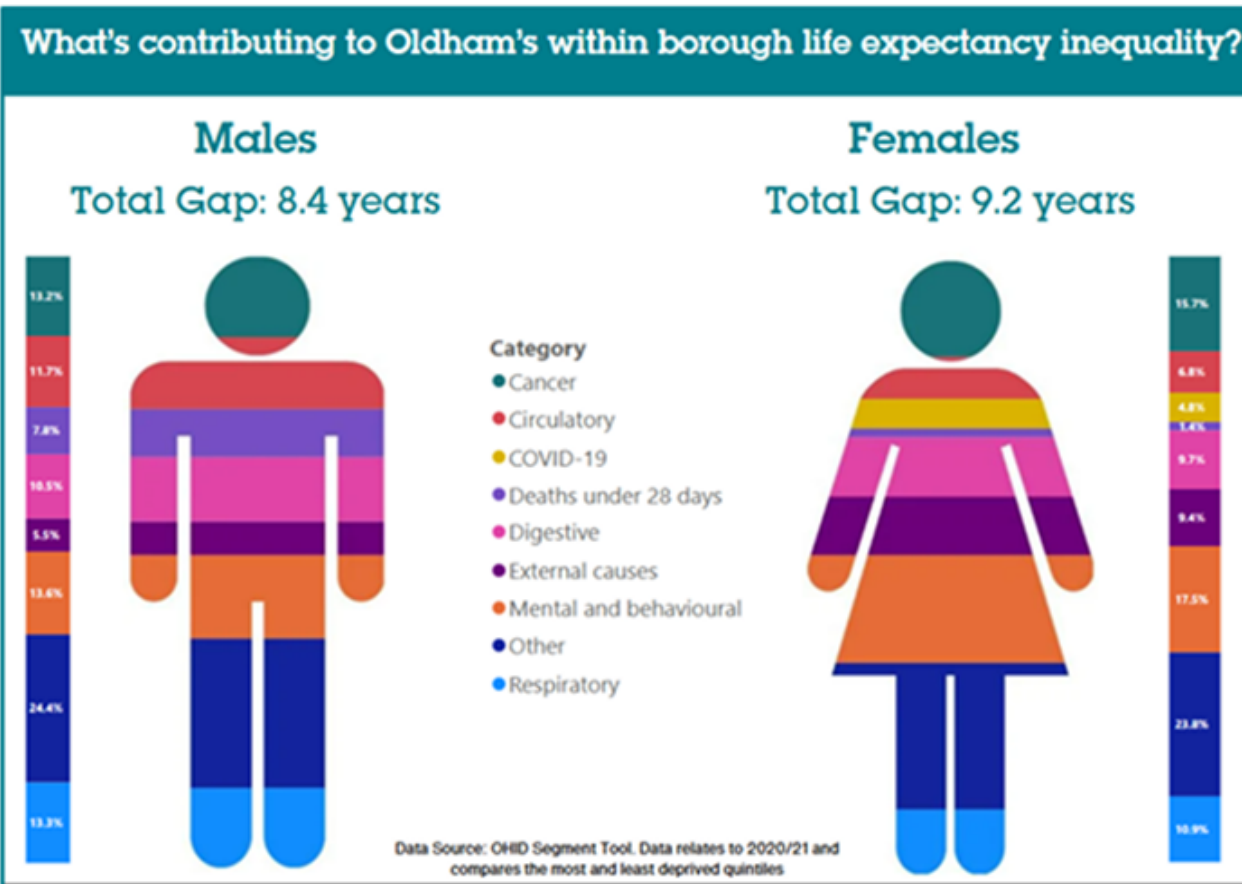 What's contributing to Oldham's within borough life expectancy inequality?
Males
Total Gap: 8.4 years
13.2%
11.7%
7.8%
10.5%
5.5%
13.6%
24.4%
13.3%
Category
Cancer
Circulatory
COVID-19
Deaths under 28 days
Digestive
External causes
Mental and behavioural
Other
Respiratory
Females
Total Gap: 9.2 years
15.7%
6.8%
4.8%
1.4%
9.7%
9.4%
17.5%
23.8%
10.9%
Data Source: OHID Segment Tool. Data relates to 2020/21 and
compares the most and least deprived quintiles